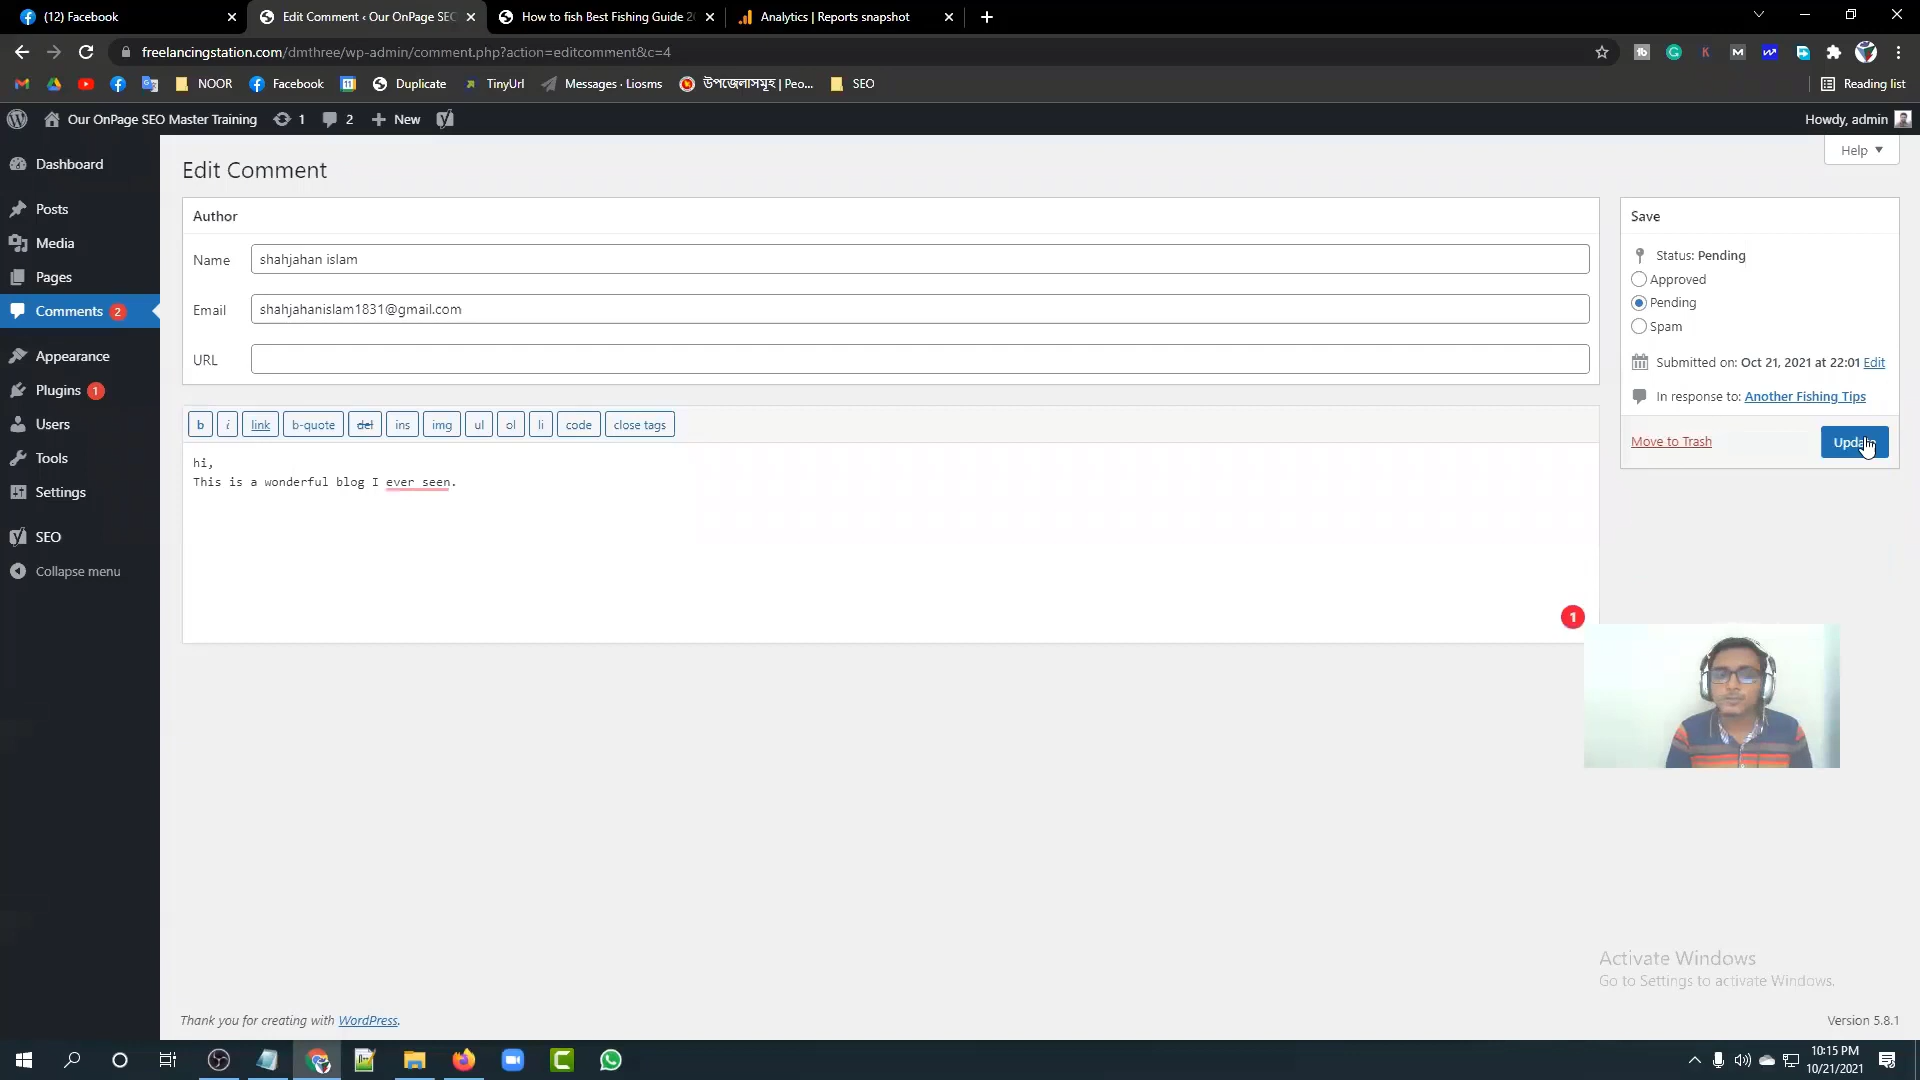 (12) Facebook
Edit Comment ‹ Our OnPage SEO
How to fish Best Fishing Guide 2
Analytics | Reports snapshot
freelancingstation.com/dmthree/wp-admin/comment.php?action=editcomment&c=4
NOOR
Facebook
Duplicate
TinyUrl
Messages · Liosms
উপজেলাসমূহ | Peo...
SEO
Reading list
Our OnPage SEO Master Training
1
2
New
Howdy, admin
Help
Dashboard
Posts
Media
Pages
Comments 2
Appearance
Plugins 1
Users
Tools
Settings
SEO
Collapse menu
Edit Comment
Author
Name shahjahan islam
Email shahjahanislam1831@gmail.com
URL
b i link b-quote del ins img ul ol li code close tags
hi,
This is a wonderful blog I ever seen.
1
Save
Status: Pending
Approved
Pending
Spam
Submitted on: Oct 21, 2021 at 22:01 Edit
In response to: Another Fishing Tips
Move to Trash
Update
Activate Windows
Go to Settings to activate Windows.
Thank you for creating with WordPress.
Version 5.8.1
10:15 PM
10/21/2021